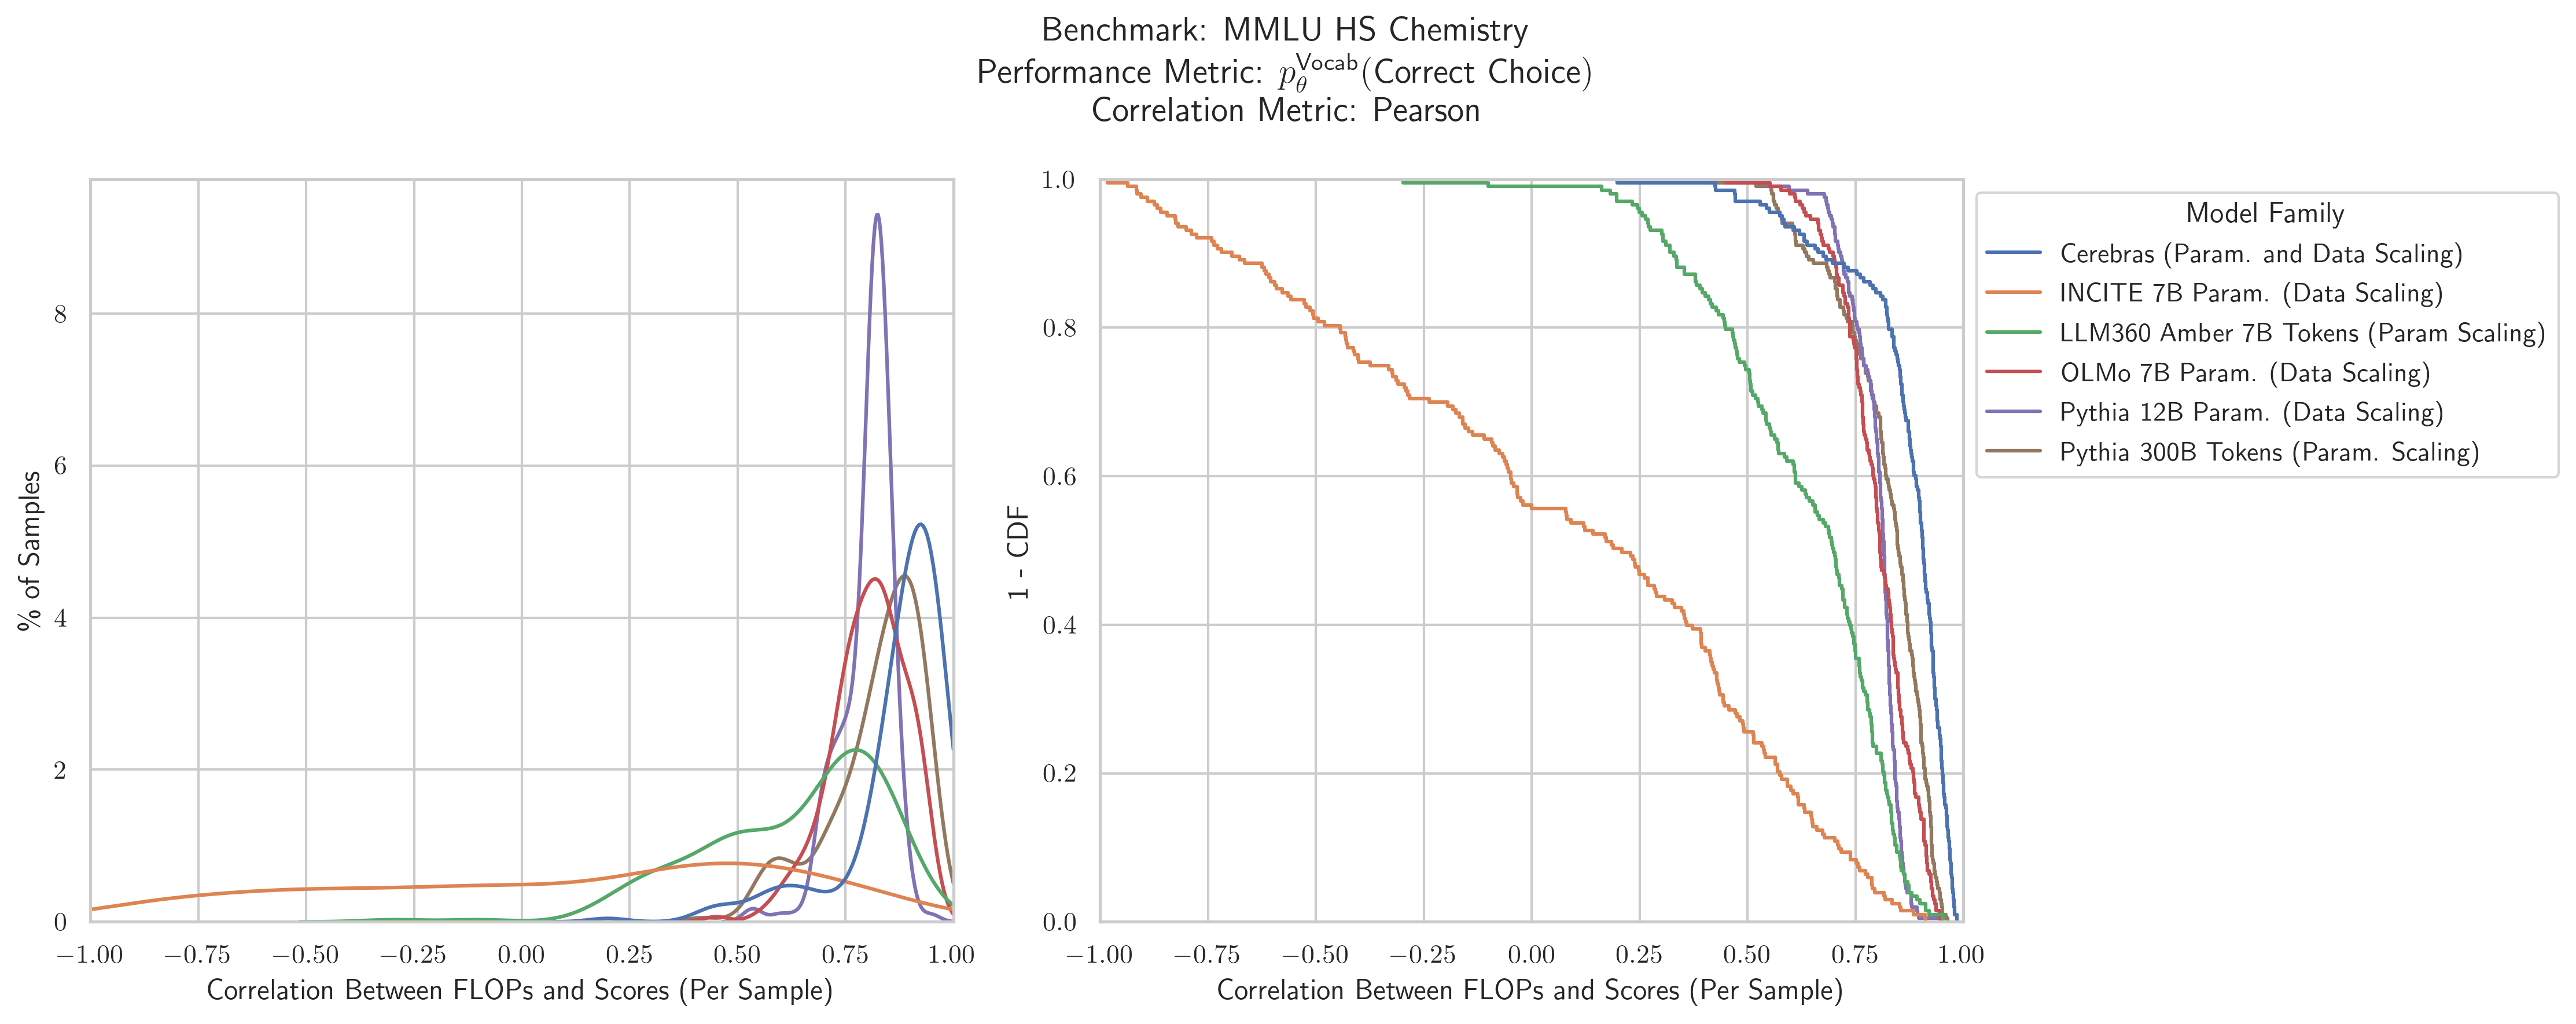 Benchmark: MMLU HS Chemistry
Performance Metric: $p_{\theta}^{\text{Vocab}}$(Correct Choice)
Correlation Metric: Pearson
% of Samples
8
6
4
2
0
−1.00 −0.75 −0.50 −0.25 0.00 0.25 0.50 0.75 1.00
Correlation Between FLOPs and Scores (Per Sample)
1 - CDF
1.0
0.8
0.6
0.4
0.2
0.0
−1.00 −0.75 −0.50 −0.25 0.00 0.25 0.50 0.75 1.00
Correlation Between FLOPs and Scores (Per Sample)
Model Family
Cerebras (Param. and Data Scaling)
INCITE 7B Param. (Data Scaling)
LLM360 Amber 7B Tokens (Param Scaling)
OLMo 7B Param. (Data Scaling)
Pythia 12B Param. (Data Scaling)
Pythia 300B Tokens (Param. Scaling)